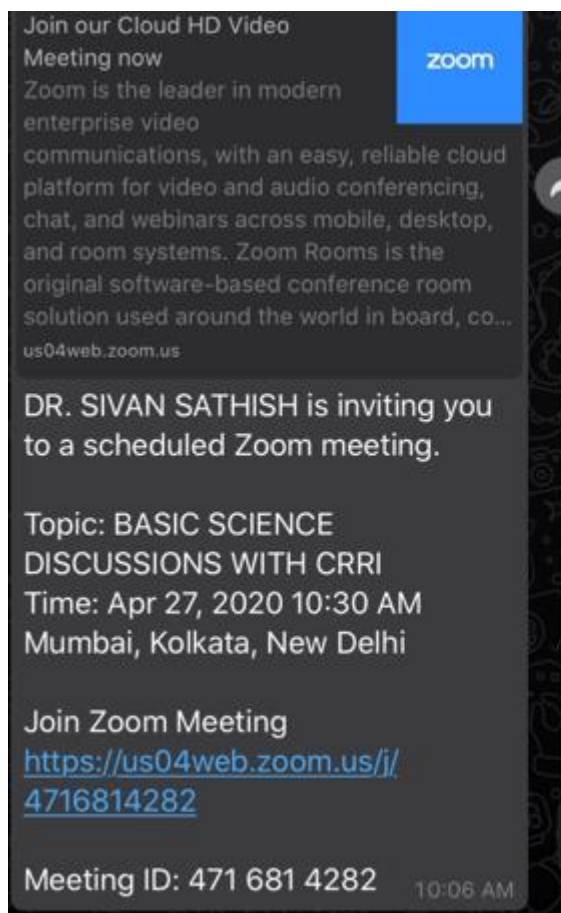 Join our Cloud HD Video
Meeting now
zoom
Zoom is the leader in modern
enterprise video
communications, with an easy, reliable cloud
platform for video and audio conferencing,
chat, and webinars across mobile, desktop,
and room systems. Zoom Rooms is the
original software-based conference room
solution used around the world in board, co...
us04web.zoom.us
DR. SIVAN SATHISH is inviting you
to a scheduled Zoom meeting.
Topic: BASIC SCIENCE
DISCUSSIONS WITH CRRI
Time: Apr 27, 2020 10:30 AM
Mumbai, Kolkata, New Delhi
Join Zoom Meeting
https://us04web.zoom.us/j/
4716814282
Meeting ID: 471 681 4282
10:06 AM